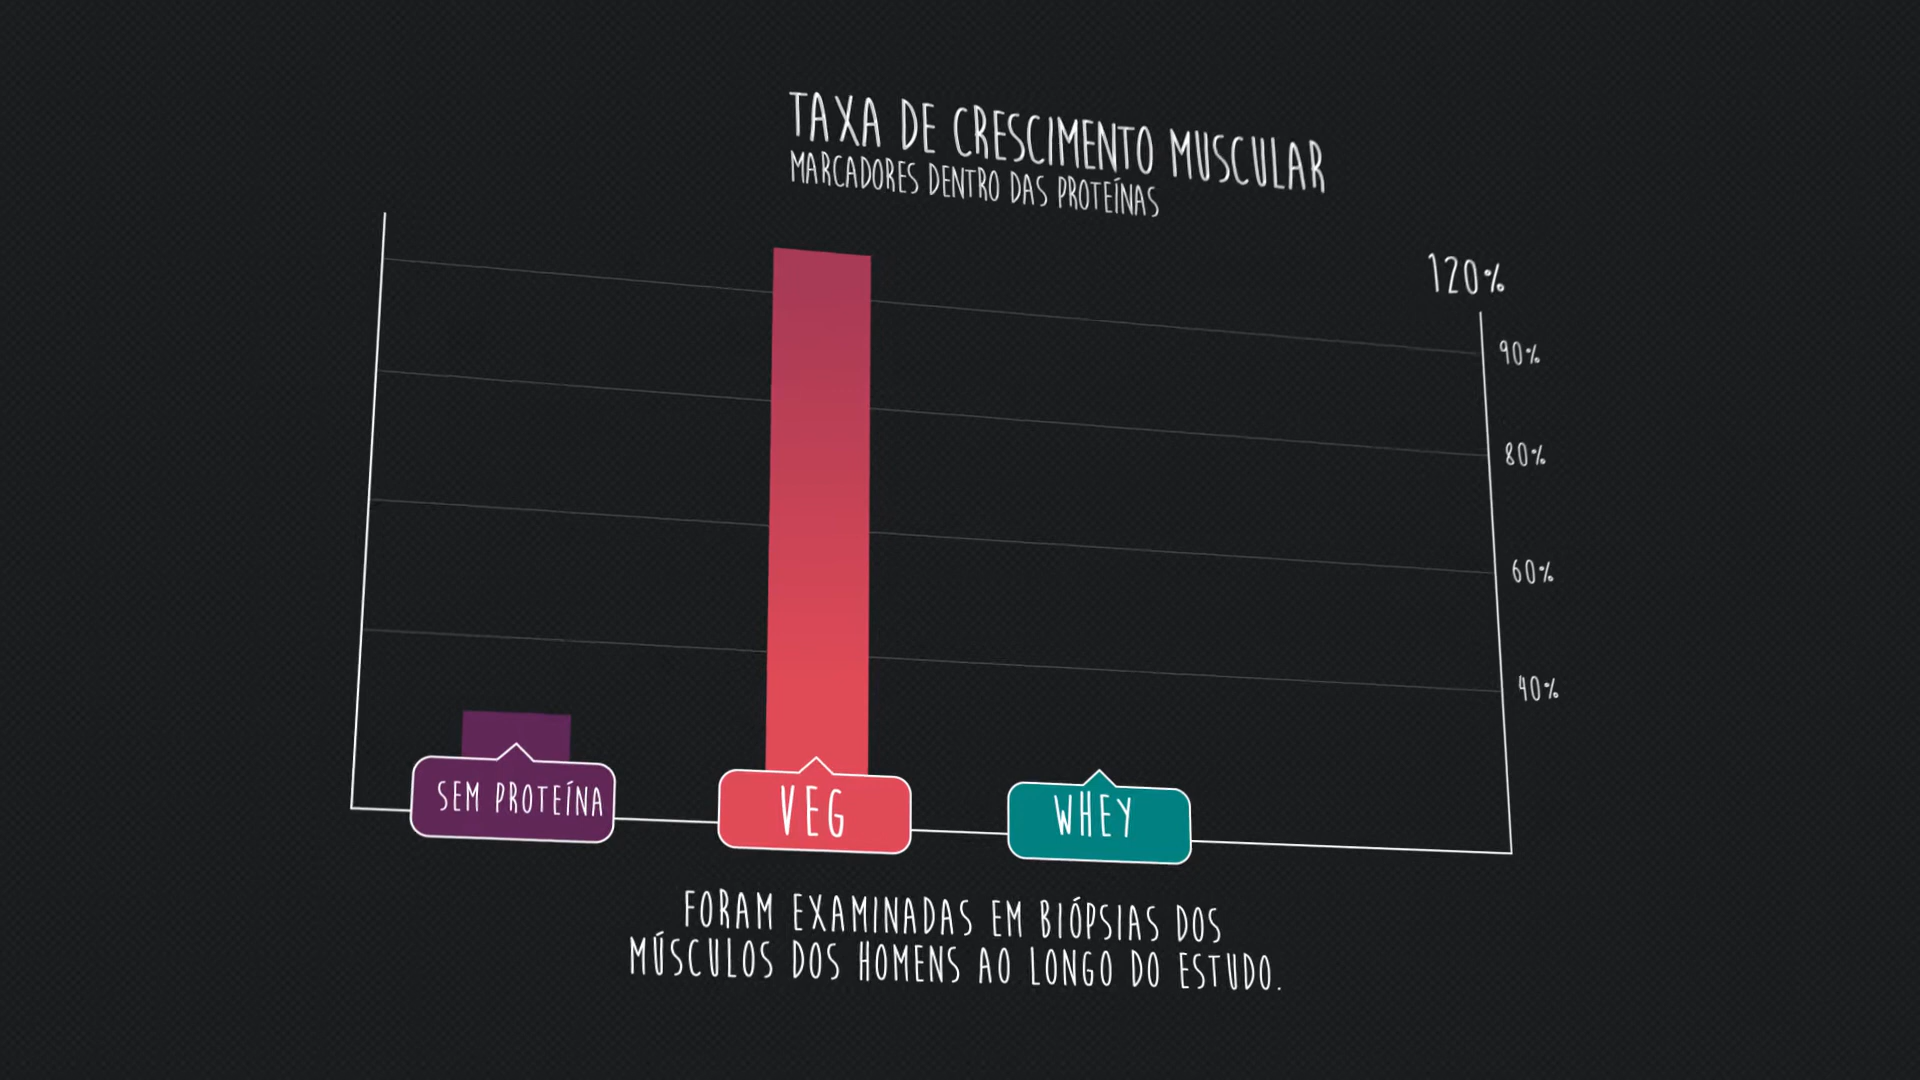 TAXA DE CRESCIMENTO MUSCULAR
MARCADORES DENTRO DAS PROTEÍNAS
120%
90%
80%
60%
40%
SEM PROTEÍNA
VEG
WHEY
FORAM EXAMINADAS EM BIÓPSIAS DOS
MÚSCULOS DOS HOMENS AO LONGO DO ESTUDO.